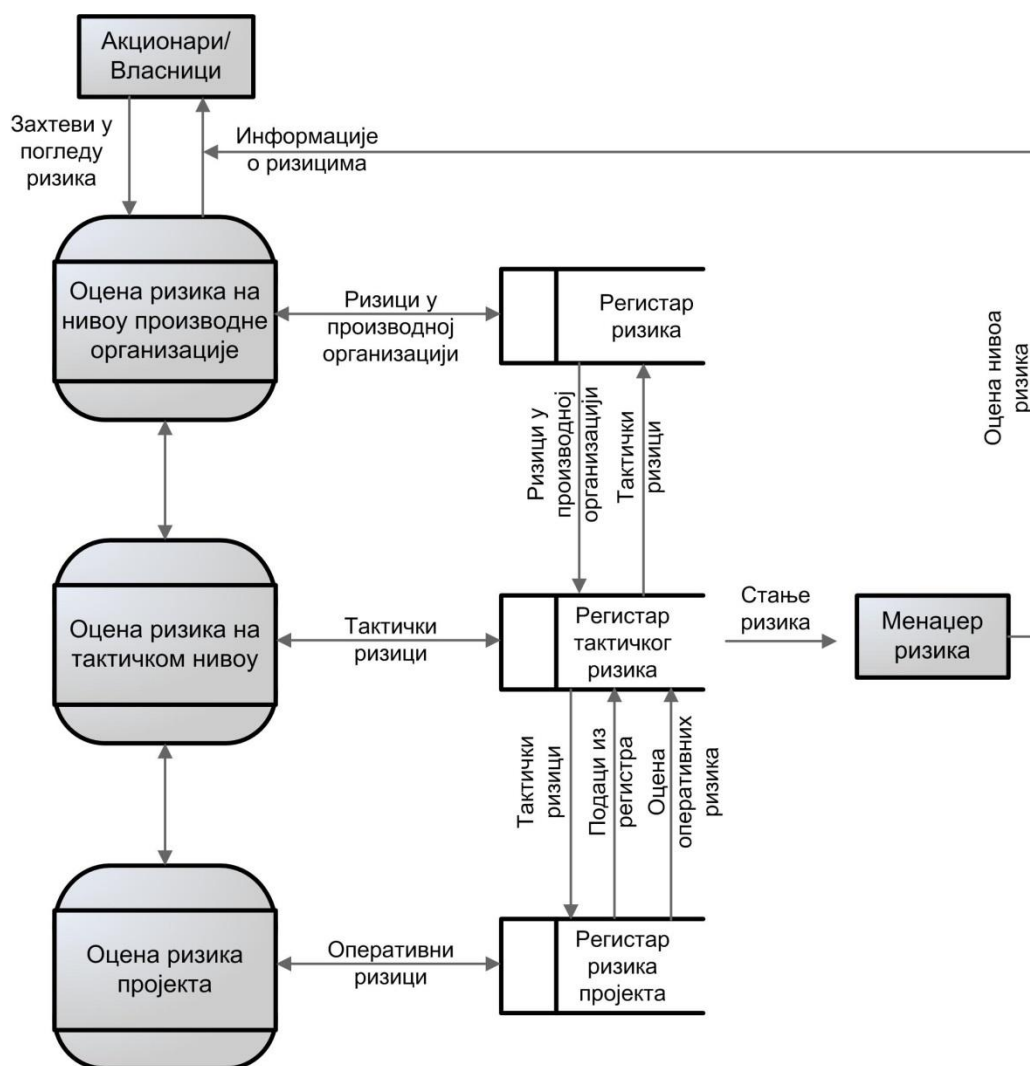 Акционари/
Власници
Захтеви у
погледу
ризика
Информације
о ризицима
Оцена ризика на
нивоу производне
организације
Ризици у
производној
организацији
Регистар
ризика
Оцена нивоа
ризика
Ризици у
производној
организацији
Тактички
ризици
Оцена ризика на
тактичком нивоу
Тактички
ризици
Регистар
тактичког
ризика
Стање
ризика
Менаџер
ризика
Тактички
ризици
Подаци из
регистра
Оцена
оперативних
ризика
Оцена ризика
пројекта
Оперативни
ризици
Регистар
ризика
пројекта